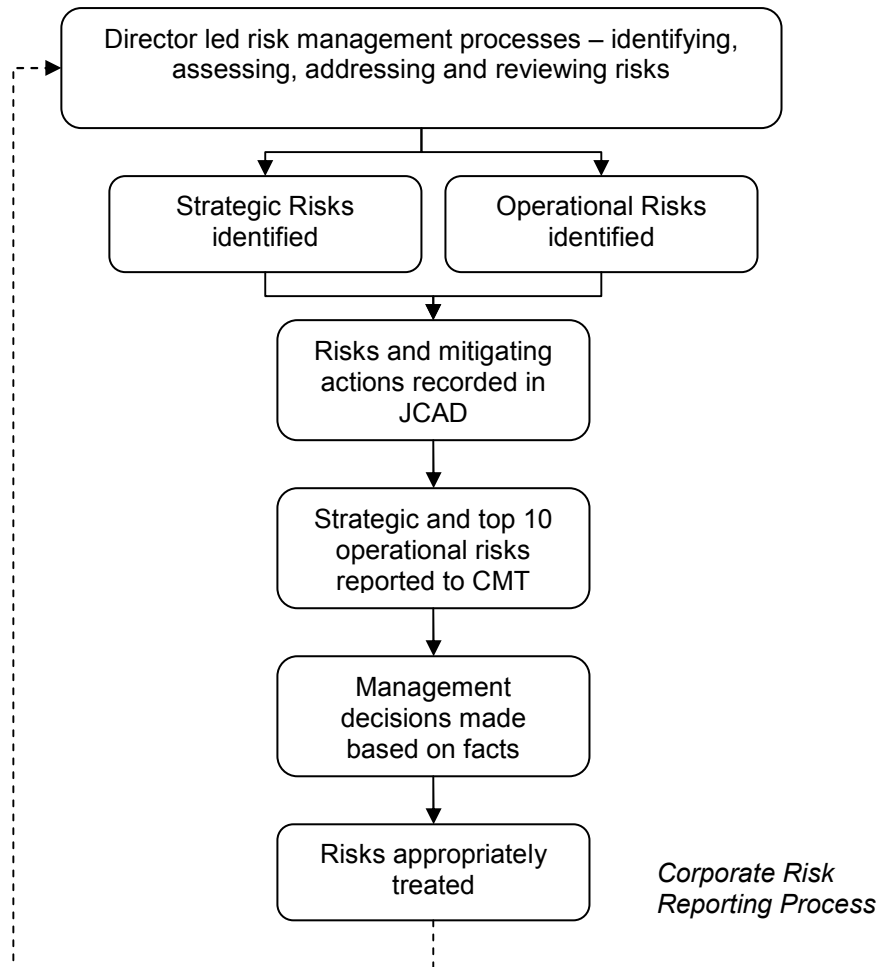 Director led risk management processes – identifying,
assessing, addressing and reviewing risks
Strategic Risks
identified
Operational Risks
identified
Risks and mitigating
actions recorded in
JCAD
Strategic and top 10
operational risks
reported to CMT
Management
decisions made
based on facts
Risks appropriately
treated
Corporate Risk
Reporting Process